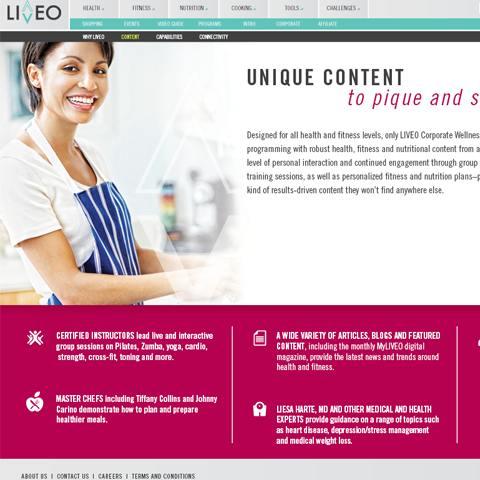 LIVEO
HEALTH FITNESS NUTRITION COOKING TOOLS CHALLENGES
SHOPPING EVENTS VIDEO GUIDE PROGRAMS INTRO CORPORATE AFFILIATE
WHY LIVEO CONTENT CAPABILITIES CONNECTIVITY
UNIQUE CONTENT
to pique and s
Designed for all health and fitness levels, only LIVEO Corporate Wellnes
programming with robust health, fitness and nutritional content from a
level of personal interaction and continued engagement through group
training sessions, as well as personalized fitness and nutrition plans–p
kind of results-driven content they won't find anywhere else.
CERTIFIED INSTRUCTORS lead live and interactive
group sessions on Pilates, Zumba, yoga, cardio,
strength, cross-fit, toning and more.
MASTER CHEFS including Tiffany Collins and Johnny
Carino demonstrate how to plan and prepare
healthier meals.
A WIDE VARIETY OF ARTICLES, BLOGS AND FEATURED
CONTENT, including the monthly MyLIVEO digital
magazine, provide the latest news and trends around
health and fitness.
LIESA HARTE, MD AND OTHER MEDICAL AND HEALTH
EXPERTS provide guidance on a range of topics such
as heart disease, depression/stress management
and medical weight loss.
ABOUT US | CONTACT US | CAREERS | TERMS AND CONDITIONS